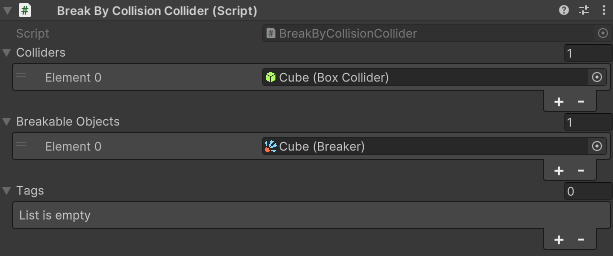 # Break By Collision Collider (Script)
Script # BreakByCollisionCollider
Colliders 1
Element 0 Cube (Box Collider)
+ -
Breakable Objects 1
Element 0 Cube (Breaker)
+ -
Tags 0
List is empty
+ -